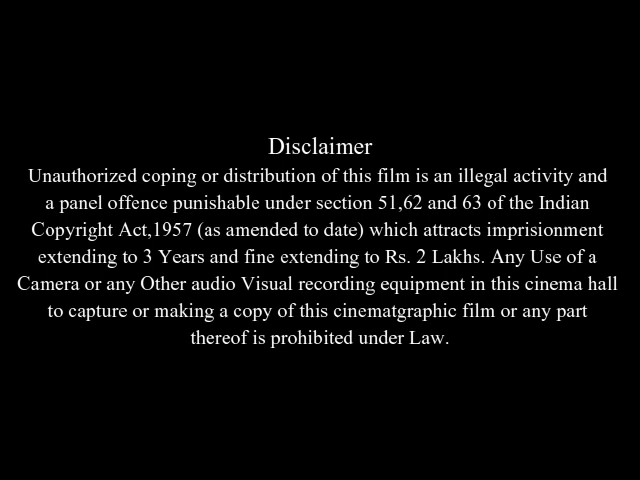 Disclaimer
Unauthorized coping or distribution of this film is an illegal activity and
a panel offence punishable under section 51,62 and 63 of the Indian
Copyright Act,1957 (as amended to date) which attracts imprisionment
extending to 3 Years and fine extending to Rs. 2 Lakhs. Any Use of a
Camera or any Other audio Visual recording equipment in this cinema hall
to capture or making a copy of this cinematgraphic film or any part
thereof is prohibited under Law.